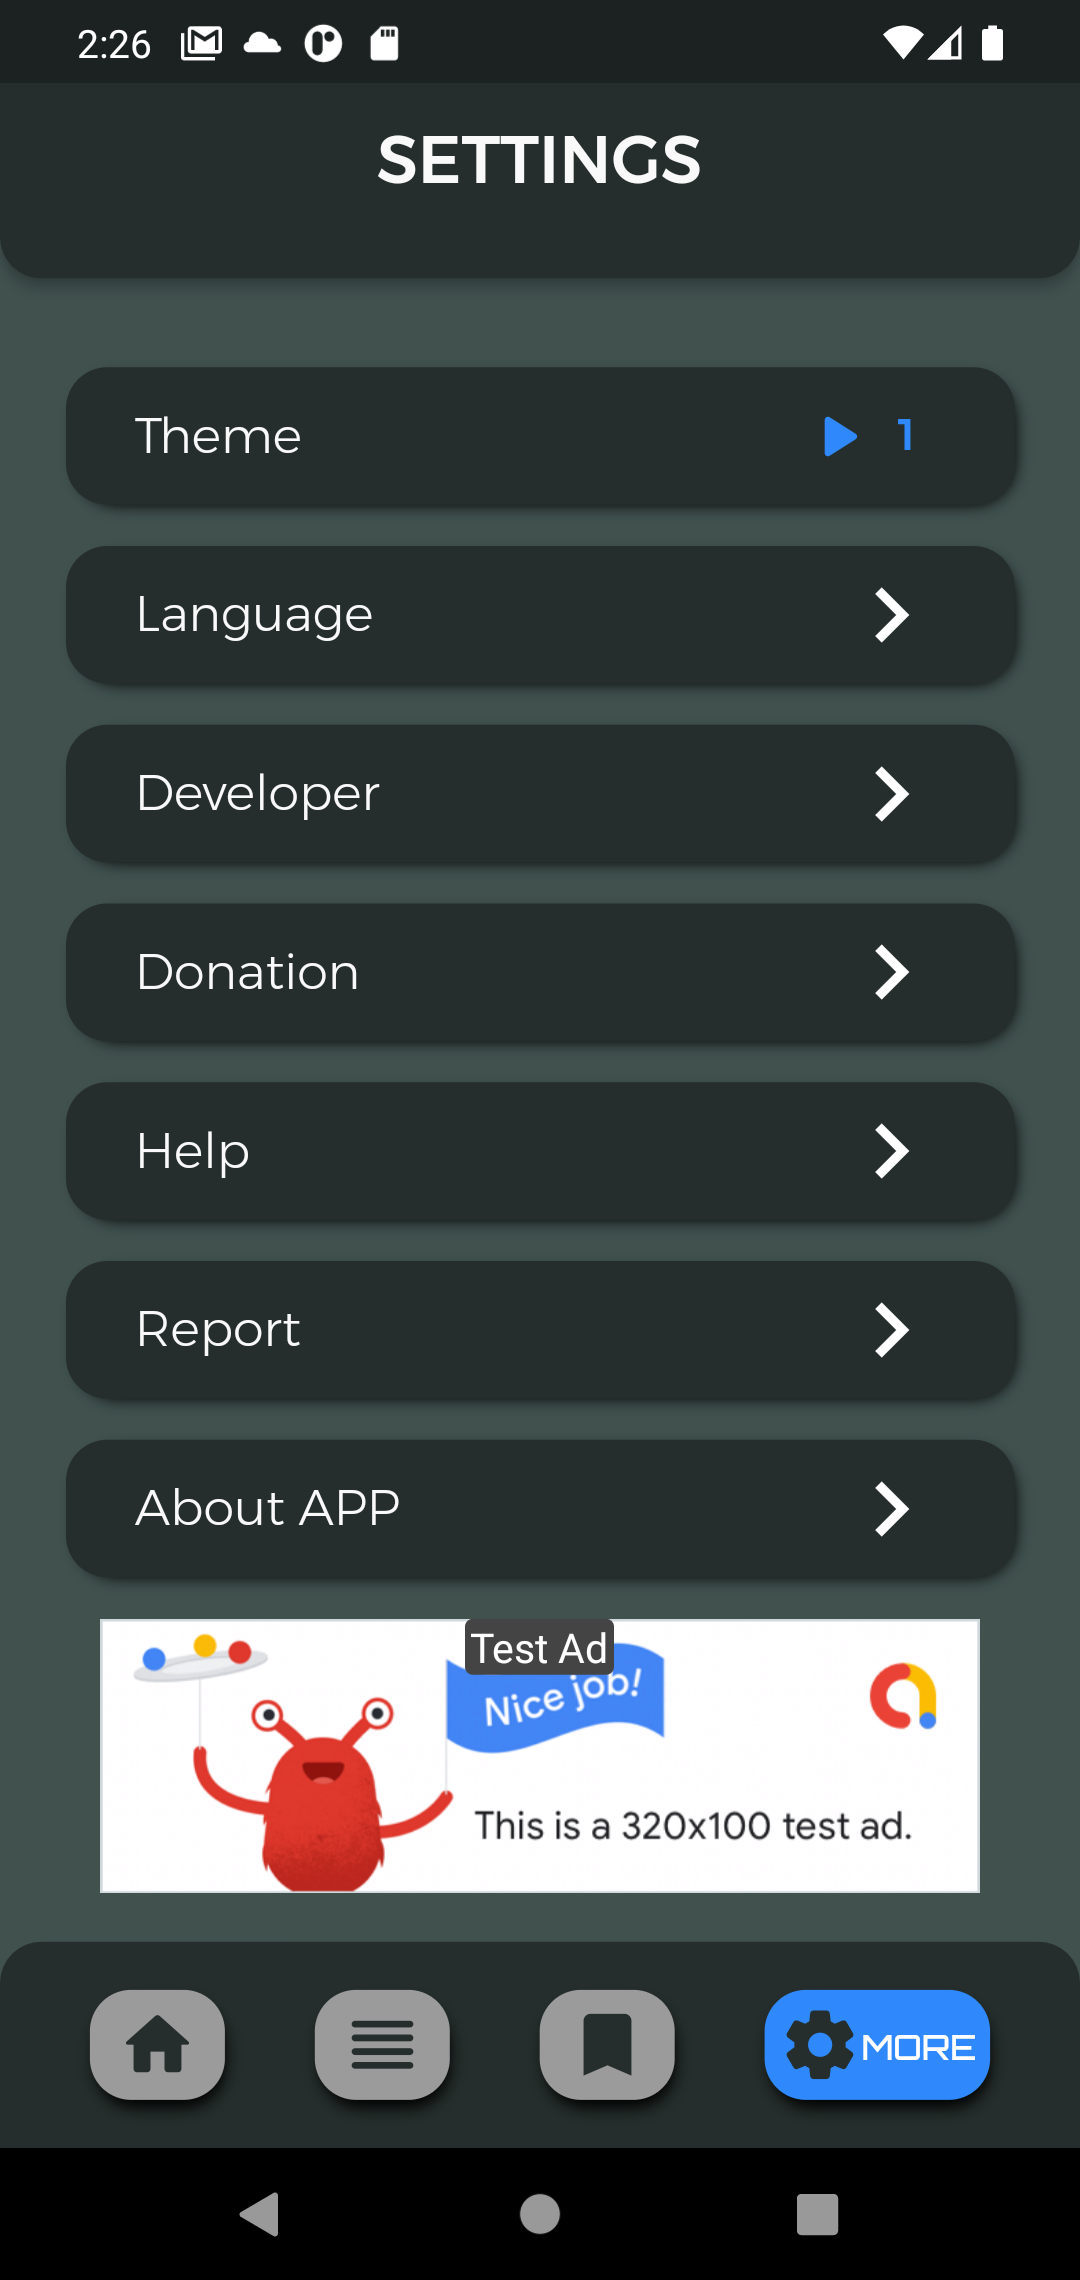 2:26
SETTINGS
Theme
1
Language
Developer
Donation
Help
Report
About APP
Test Ad
Nice job!
This is a 320x100 test ad.
MORE